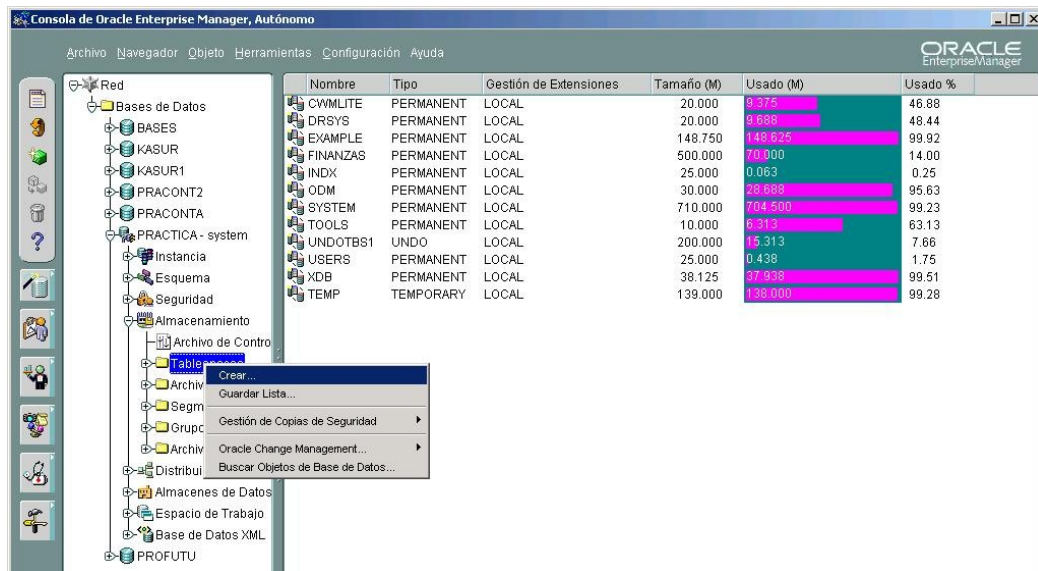 Consola de Oracle Enterprise Manager, Autónomo
Archivo Navegador Objeto Herramientas Configuración Ayuda
ORACLE
EnterpriseManager
Red
Bases de Datos
BASES
KASUR
KASUR1
PRACONT2
PRACONTA
PRACTICA - system
Instancia
Esquema
Seguridad
Almacenamiento
Archivo de Contro
Archiv
Segm
Grupo
Archiv
Distribui
Almacenes de Datos
Espacio de Trabajo
Base de Datos XML
PROFUTU
Crear...
Guardar Lista...
Gestión de Copias de Seguridad
Oracle Change Management...
Buscar Objetos de Base de Datos...
Nombre Tipo Gestión de Extensiones Tamaño (M) Usado (M) Usado %
CWMLITE PERMANENT LOCAL 20.000 9.375 46.88
DRSYS PERMANENT LOCAL 20.000 9.688 48.44
EXAMPLE PERMANENT LOCAL 148.750 148.625 99.92
FINANZAS PERMANENT LOCAL 500.000 70.000 14.00
INDX PERMANENT LOCAL 25.000 0.063 0.25
ODM PERMANENT LOCAL 30.000 28.688 95.63
SYSTEM PERMANENT LOCAL 710.000 704.500 99.23
TOOLS PERMANENT LOCAL 10.000 6.313 63.13
UNDOTBS1 UNDO LOCAL 200.000 15.313 7.66
USERS PERMANENT LOCAL 25.000 0.438 1.75
XDB PERMANENT LOCAL 38.125 37.938 99.51
TEMP TEMPORARY LOCAL 139.000 138.000 99.28